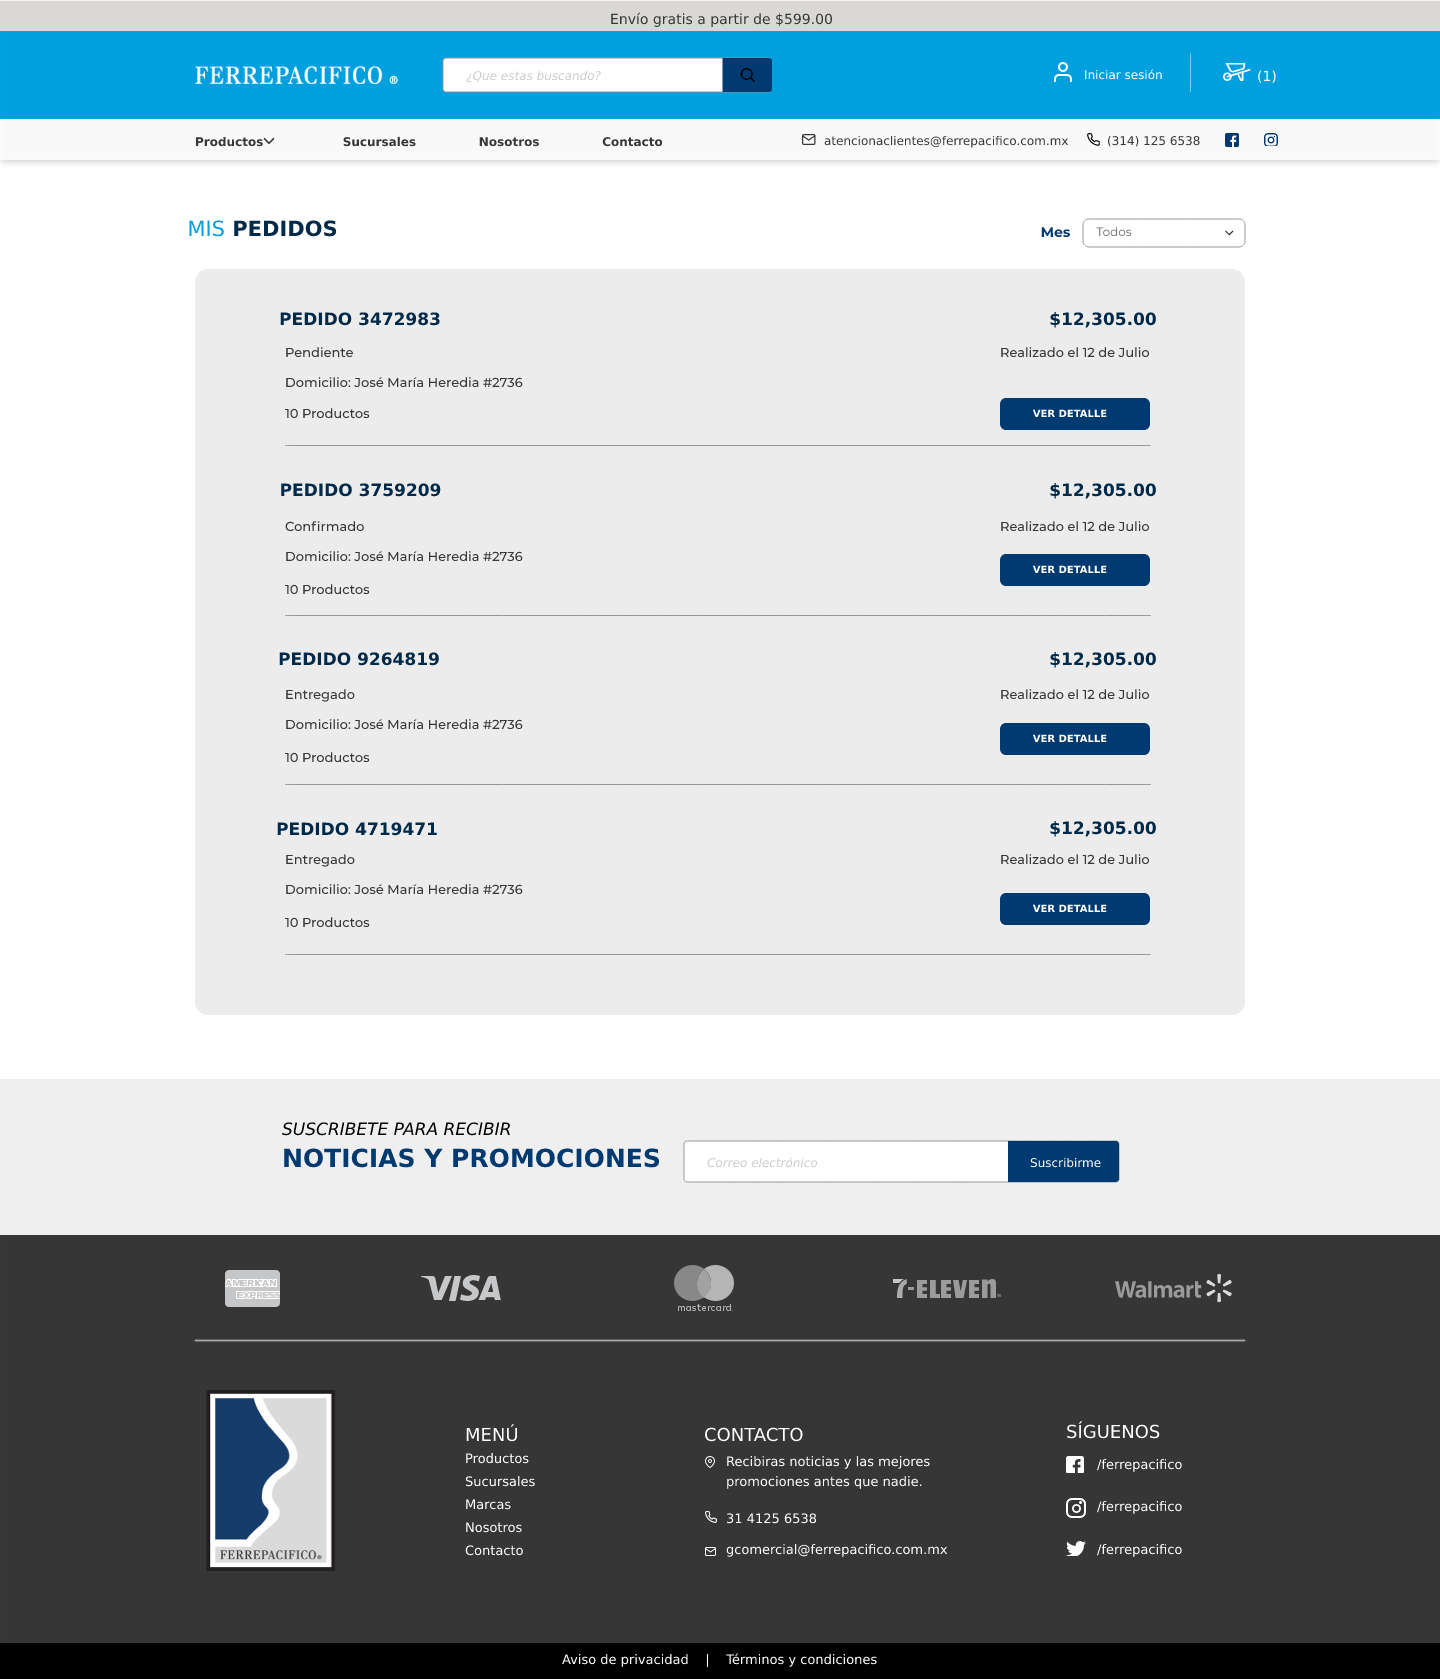 Envío gratis a partir de $599.00
FERREPACIFICO ®
¿Que estas buscando?
Iniciar sesión
(1)
Productos
Sucursales
Nosotros
Contacto
atencionaclientes@ferrepacifico.com.mx
(314) 125 6538
MIS PEDIDOS
Mes
Todos
PEDIDO 3472983
$12,305.00
Pendiente
Realizado el 12 de Julio
Domicilio: José María Heredia #2736
10 Productos
VER DETALLE
PEDIDO 3759209
$12,305.00
Confirmado
Realizado el 12 de Julio
Domicilio: José María Heredia #2736
VER DETALLE
10 Productos
PEDIDO 9264819
$12,305.00
Entregado
Realizado el 12 de Julio
Domicilio: José María Heredia #2736
VER DETALLE
10 Productos
PEDIDO 4719471
$12,305.00
Entregado
Realizado el 12 de Julio
Domicilio: José María Heredia #2736
VER DETALLE
10 Productos
SUSCRIBETE PARA RECIBIR
NOTICIAS Y PROMOCIONES
Correo electrónico
Suscribirme
AMERICAN
EXPRESS
VISA
mastercard.
7-ELEVEn
Walmart
FERREPACIFICO®
MENÚ
Productos
Sucursales
Marcas
Nosotros
Contacto
CONTACTO
Recibiras noticias y las mejores
promociones antes que nadie.
31 4125 6538
gcomercial@ferrepacifico.com.mx
SÍGUENOS
/ferrepacifico
/ferrepacifico
/ferrepacifico
Aviso de privacidad | Términos y condiciones